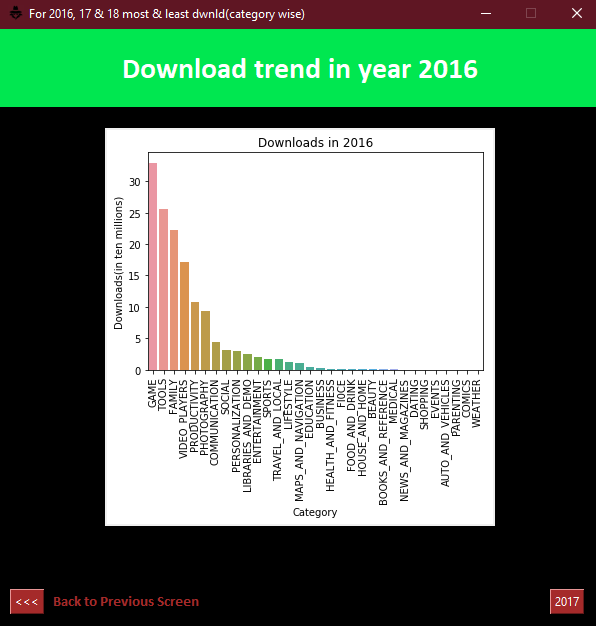 For 2016, 17 & 18 most & least dwnld(category wise)
Download trend in year 2016
Downloads in 2016
Downloads(in ten millions)
30
25
20
15
10
5
0
GAME
TOOLS
FAMILY
VIDEO_PLAYERS
PRODUCTIVITY
PHOTOGRAPHY
COMMUNICATION
SOCIAL
PERSONALIZATION
LIBRARIES_AND_DEMO
ENTERTAINMENT
SPORTS
TRAVEL_AND_LOCAL
LIFESTYLE
MAPS_AND_NAVIGATION
EDUCATION
BUSINESS
HEALTH_AND_FITNESS
FI0CE
FOOD_AND_DRINK
HOUSE_AND_HOME
BEAUTY
BOOKS_AND_REFERENCE
MEDICAL
NEWS_AND_MAGAZINES
DATING
SHOPPING
EVENTS
AUTO_AND_VEHICLES
PARENTING
COMICS
WEATHER
Category
<<< Back to Previous Screen
2017